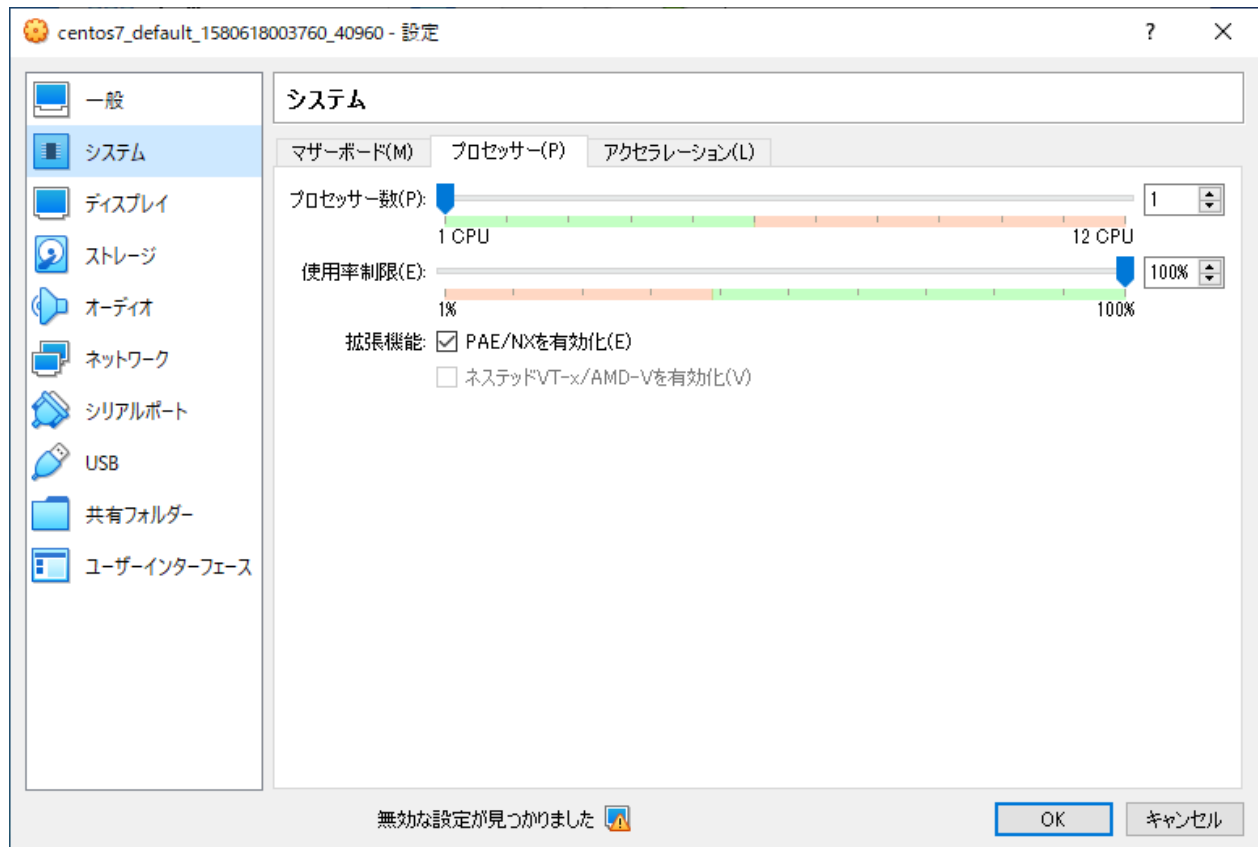 centos7_default_1580618003760_40960 - 設定
?
一般
システム
ディスプレイ
ストレージ
オーディオ
ネットワーク
シリアルポート
USB
共有フォルダー
ユーザーインターフェース
システム
マザーボード(M) プロセッサー(P) アクセラレーション(L)
プロセッサー数(P): 1
1 CPU 12 CPU
使用率制限(E): 100%
1% 100%
拡張機能: PAE/NXを有効化(E)
ネステッドVT-x/AMD-Vを有効化(V)
無効な設定が見つかりました
OK キャンセル